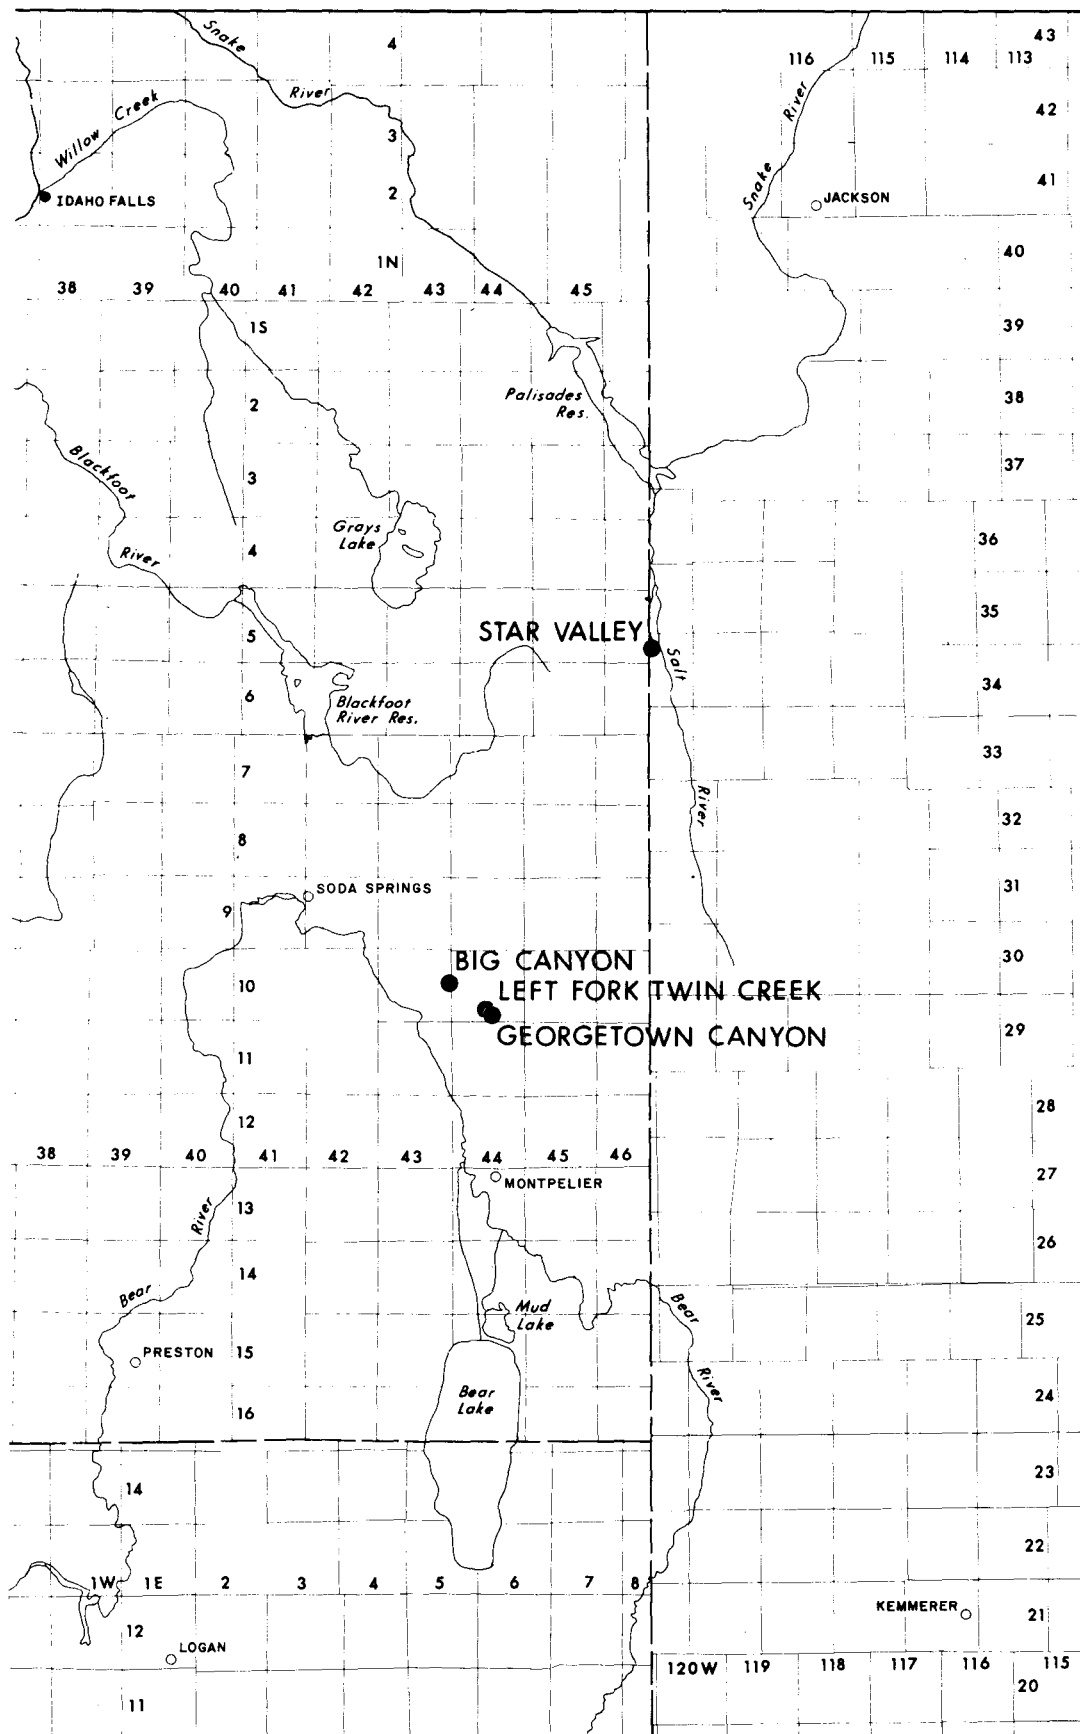 Snake
River
4
43
116
115
114
113
Willow Creek
3
River
42
2
41
IDAHO FALLS
Snake
JACKSON
1N
40
38
39
40
41
42
43
44
45
1S
39
2
Palisades
Res.
38
Blackfoot
3
37
Grays
Lake
River
4
36
35
5
STAR VALLEY
Salt
6
34
Blackfoot
River Res.
33
7
River
32
8
31
SODA SPRINGS
9
30
BIG CANYON
10
LEFT FORK TWIN CREEK
GEORGETOWN CANYON
29
11
28
12
38
39
40
41
42
43
44
45
46
27
MONTPELIER
13
River
26
14
Bear
Mud
Lake
Bear
25
PRESTON
15
River
Bear
Lake
24
16
23
14
22
1W
1E
2
3
4
5
6
7
8
KEMMERER
21
12
LOGAN
120W
119
118
117
116
115
20
11